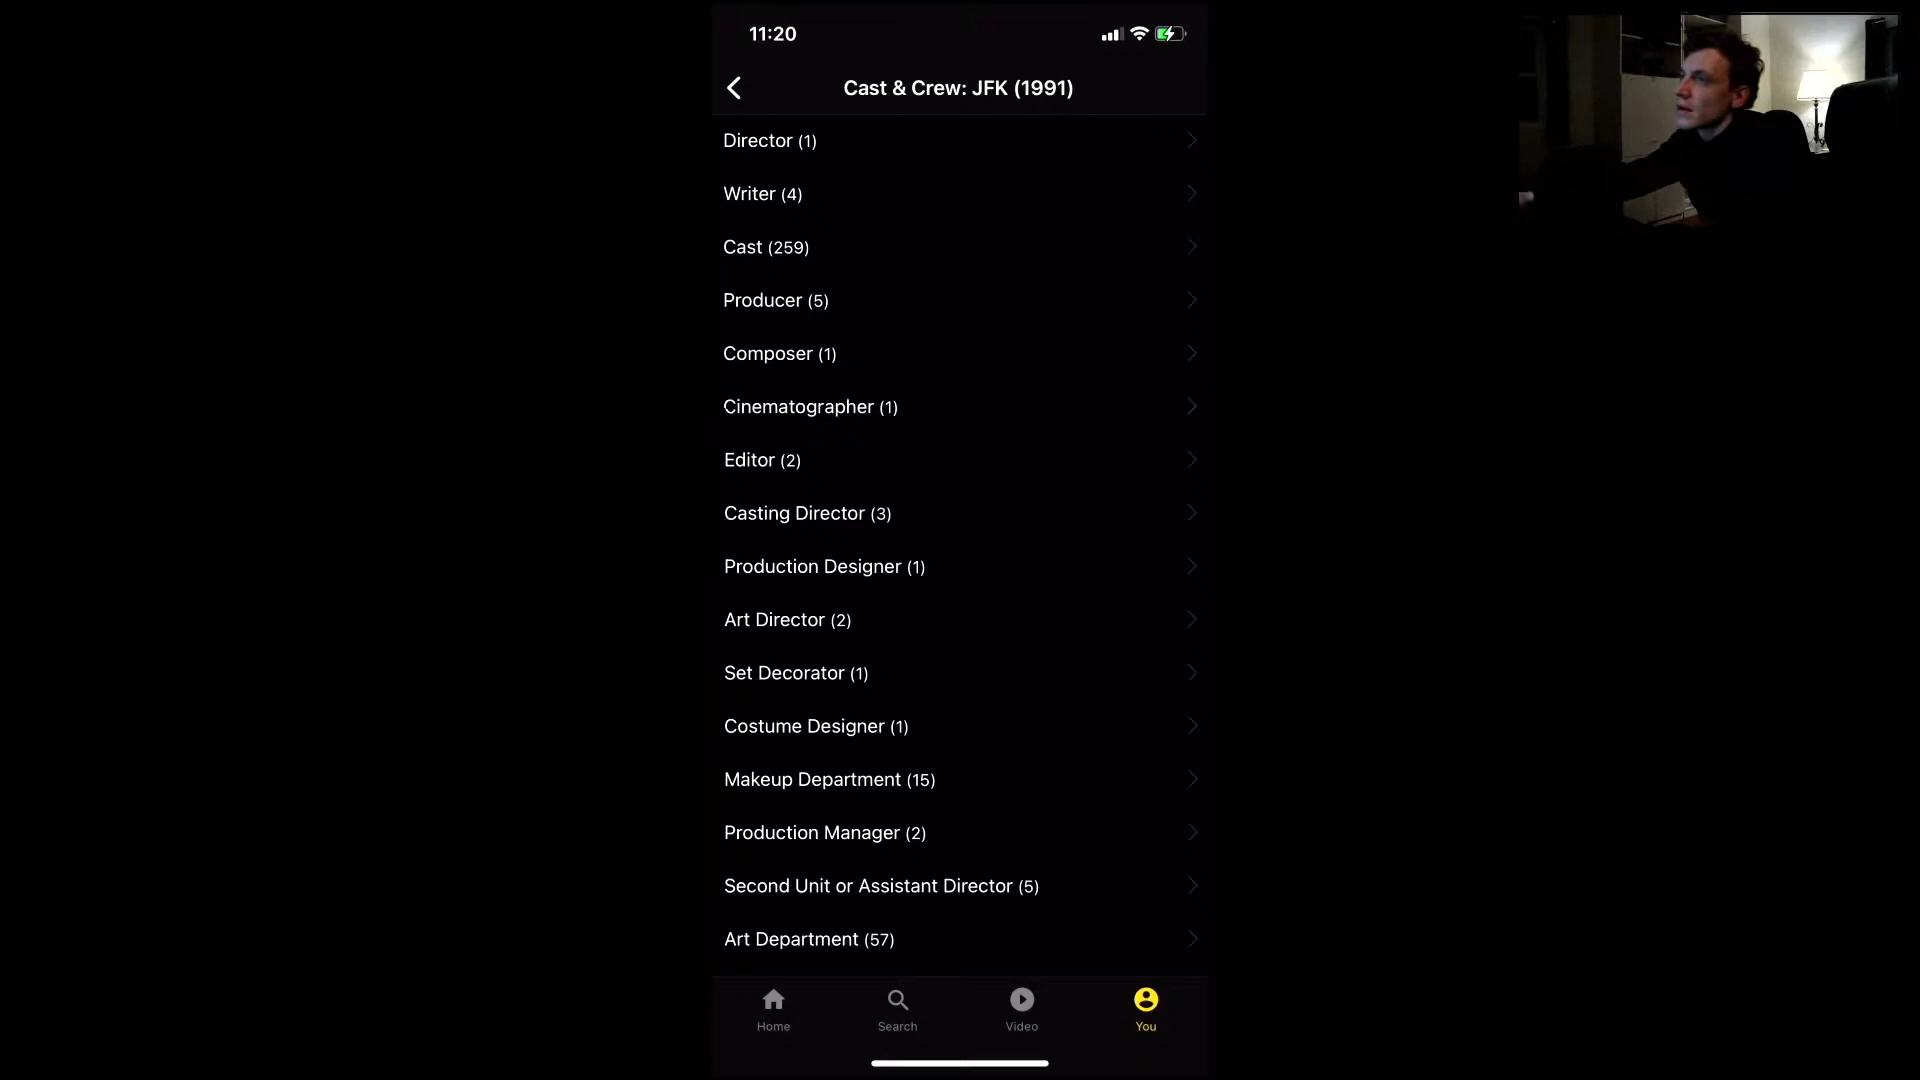 11:20
Cast & Crew: JFK (1991)
Director (1)
Writer (4)
Cast (259)
Producer (5)
Composer (1)
Cinematographer (1)
Editor (2)
Casting Director (3)
Production Designer (1)
Art Director (2)
Set Decorator (1)
Costume Designer (1)
Makeup Department (15)
Production Manager (2)
Second Unit or Assistant Director (5)
Art Department (57)
Home Search Video You